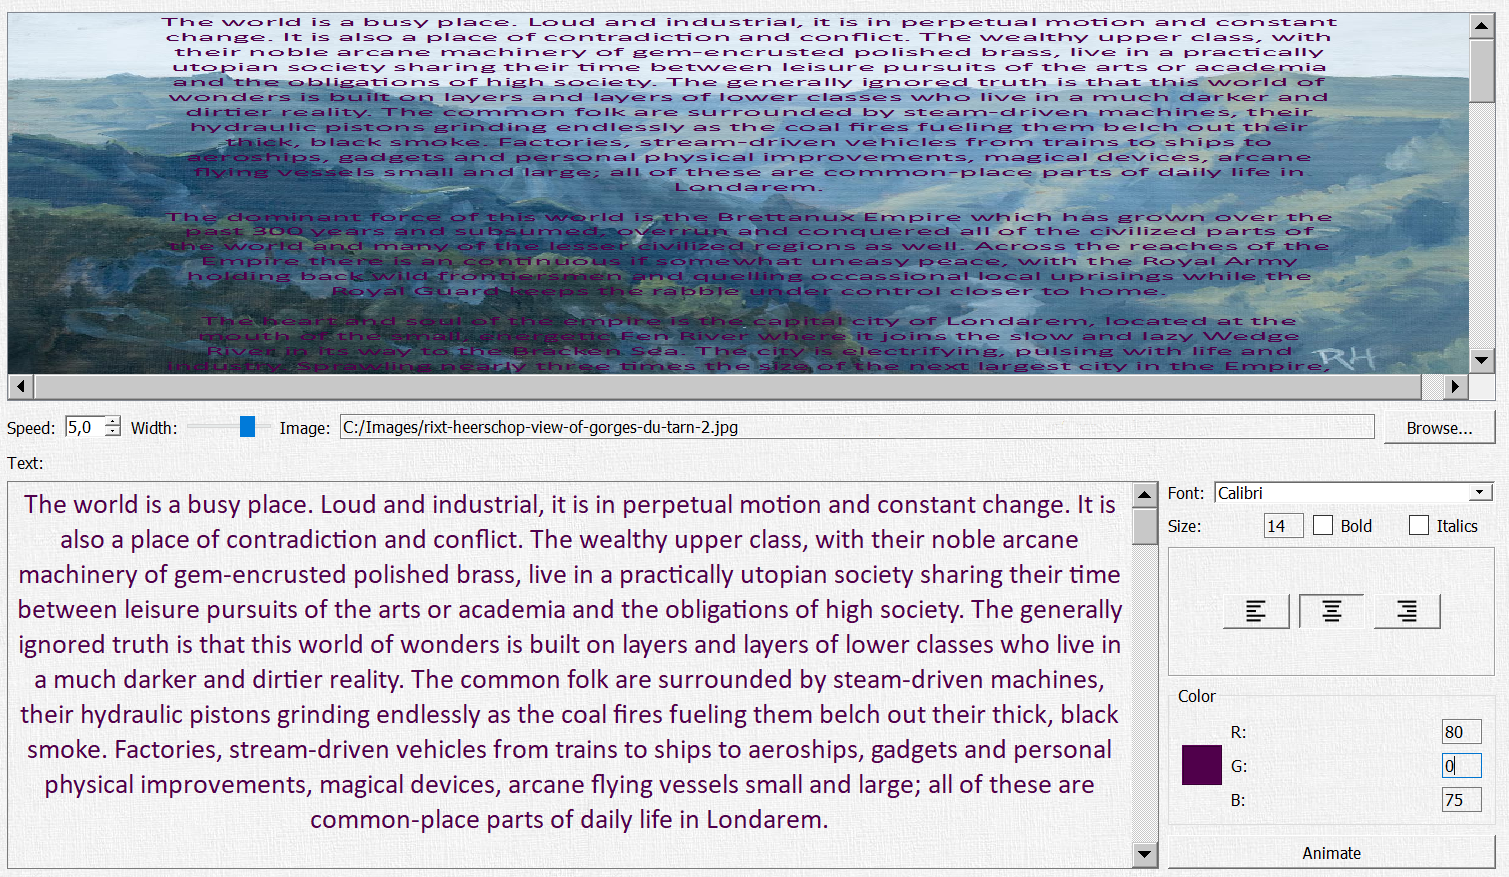 The world is a busy place. Loud and industrial, it is in perpetual motion and constant
change. It is also a place of contradiction and conflict. The wealthy upper class, with
their noble arcane machinery of gem-encrusted polished brass, live in a practically
utopian society sharing their time between leisure pursuits of the arts or academia
and the obligations of high society. The generally ignored truth is that this world of
wonders is built on layers and layers of lower classes who live in a much darker and
dirtier reality. The common folk are surrounded by steam-driven machines, their
hydraulic pistons grinding endlessly as the coal fires fueling them belch out their
thick, black smoke. Factories, stream-driven vehicles from trains to ships to
aeroships, gadgets and personal physical improvements, magical devices, arcane
flying vessels small and large; all of these are common-place parts of daily life in
Londarem.
The dominant force of this world is the Brettanux Empire which has grown over the
past 300 years and subsumed, overrun and conquered all of the civilized parts of
the world and many of the lesser civilized regions as well. Across the reaches of the
Empire there is an continuous if somewhat uneasy peace, with the Royal Army
holding back wild frontiersmen and quelling occassional local uprisings while the
Royal Guard keeps the rabble under control closer to home.
The heart and soul of the empire is the capital city of Londarem, located at the
mouth of the small, energetic Fen River where it joins the slow and lazy Wedge
River in its way to the Bracken Sea. The city is electrifying, pulsing with life and
industry. Sprawling nearly three times the size of the next largest city in the Empire,
RH
Speed: 5,0 Width: Image: C:/Images/rixt-heerschop-view-of-gorges-du-tarn-2.jpg Browse...
Text:
The world is a busy place. Loud and industrial, it is in perpetual motion and constant change. It is
also a place of contradiction and conflict. The wealthy upper class, with their noble arcane
machinery of gem-encrusted polished brass, live in a practically utopian society sharing their time
between leisure pursuits of the arts or academia and the obligations of high society. The generally
ignored truth is that this world of wonders is built on layers and layers of lower classes who live in
a much darker and dirtier reality. The common folk are surrounded by steam-driven machines,
their hydraulic pistons grinding endlessly as the coal fires fueling them belch out their thick, black
smoke. Factories, stream-driven vehicles from trains to ships to aeroships, gadgets and personal
physical improvements, magical devices, arcane flying vessels small and large; all of these are
common-place parts of daily life in Londarem.
Font: Calibri
Size: 14 Bold Italics
Color
R: 80
G: 0
B: 75
Animate